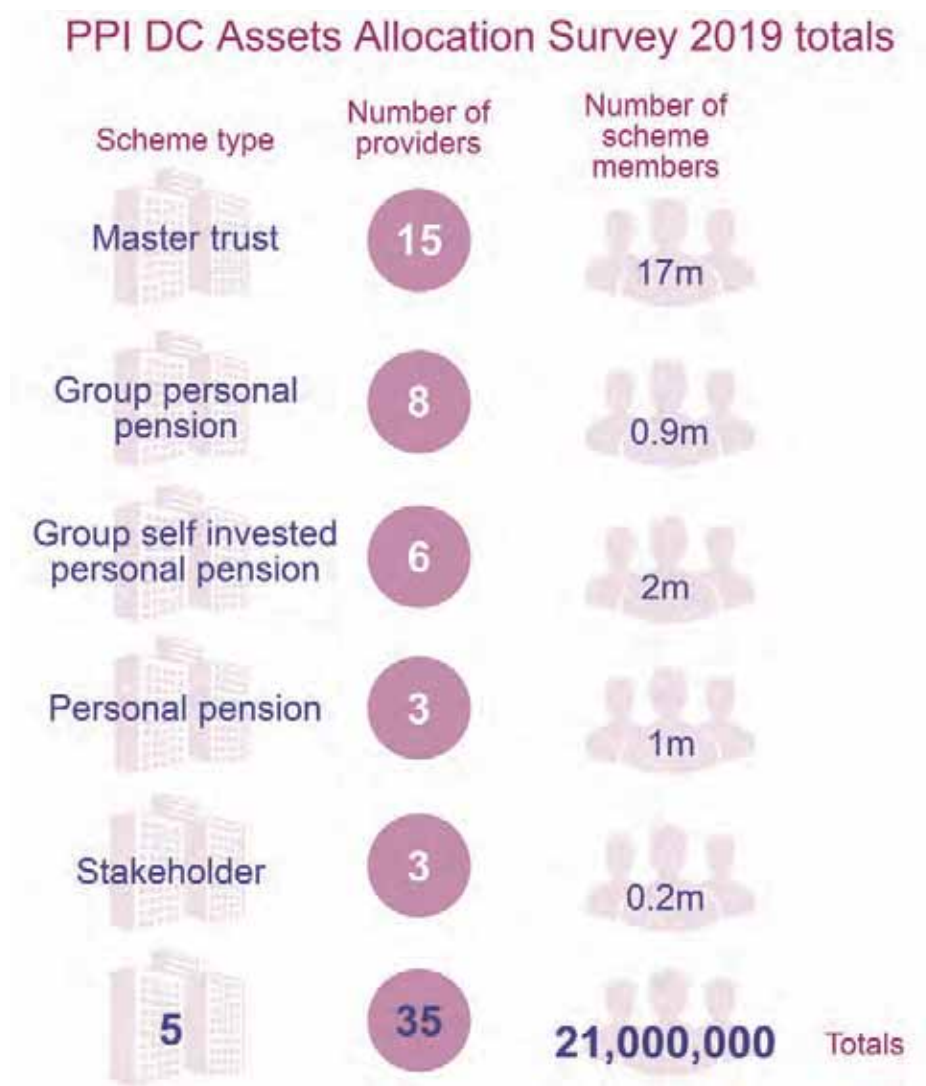 PPI DC Assets Allocation Survey 2019 totals
Scheme type
Number of
providers
Number of
scheme
members
Master trust
15
17m
Group personal
pension
8
0.9m
Group self invested
personal pension
6
2m
Personal pension
3
1m
Stakeholder
3
0.2m
5
35
21,000,000
Totals